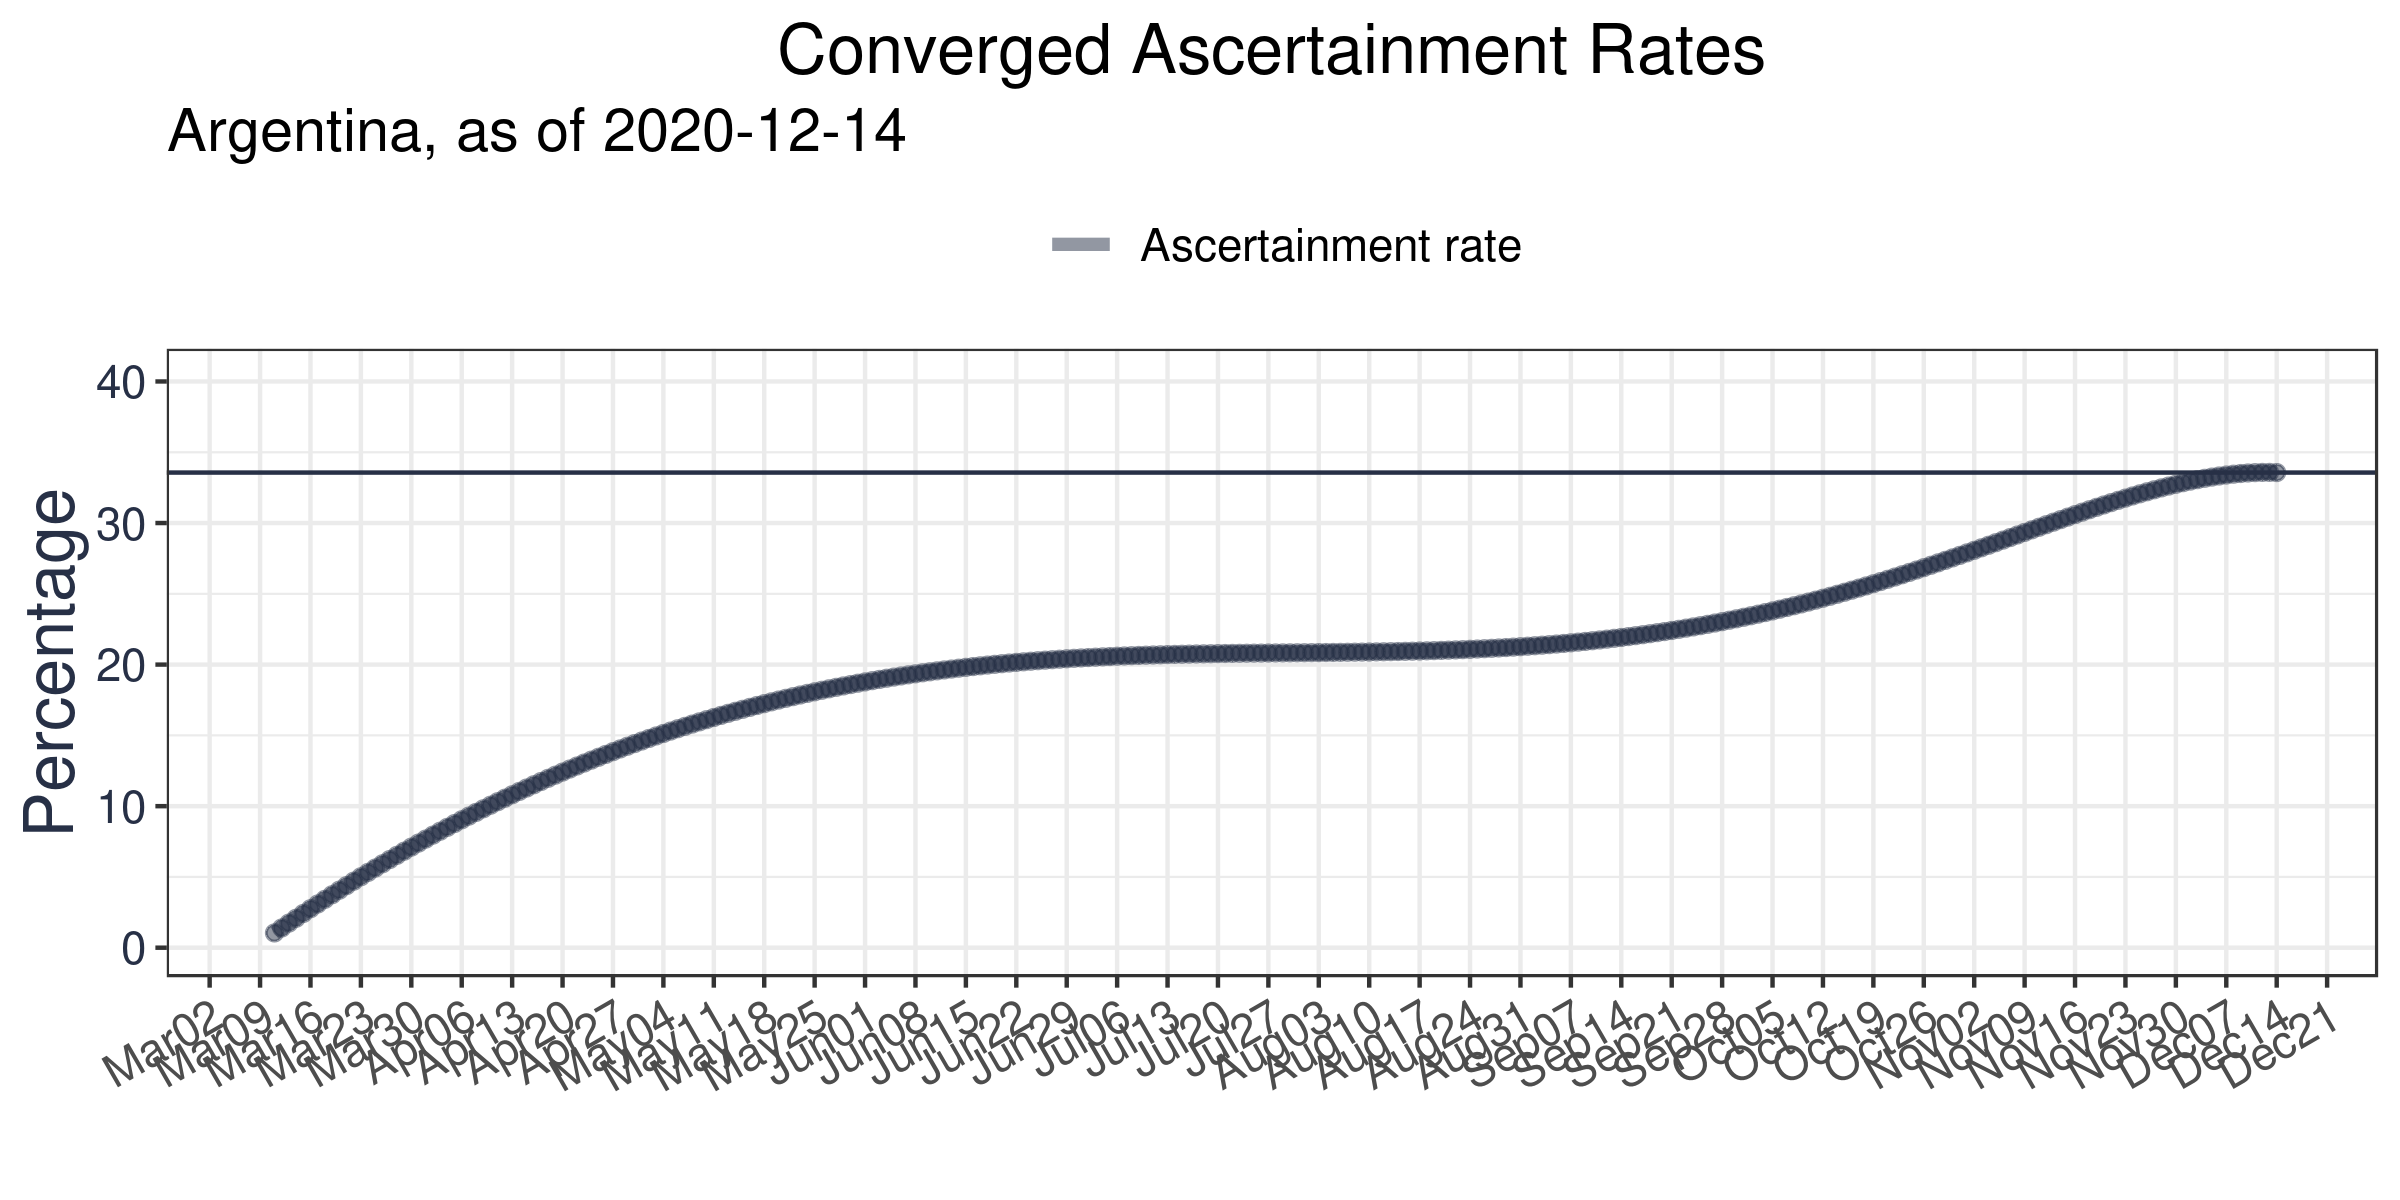 Converged Ascertainment Rates
Argentina, as of 2020-12-14
Ascertainment rate
Percentage
40
30
20
10
0
Mar02
Mar09
Mar16
Mar23
Mar30
Apr06
Apr13
Apr20
Apr27
May04
May11
May18
May25
Jun01
Jun08
Jun15
Jun22
Jun29
Jul06
Jul13
Jul20
Jul27
Aug03
Aug10
Aug17
Aug24
Aug31
Sep07
Sep14
Sep21
Sep28
Oct05
Oct12
Oct19
Oct26
Nov02
Nov09
Nov16
Nov23
Nov30
Dec07
Dec14
Dec21